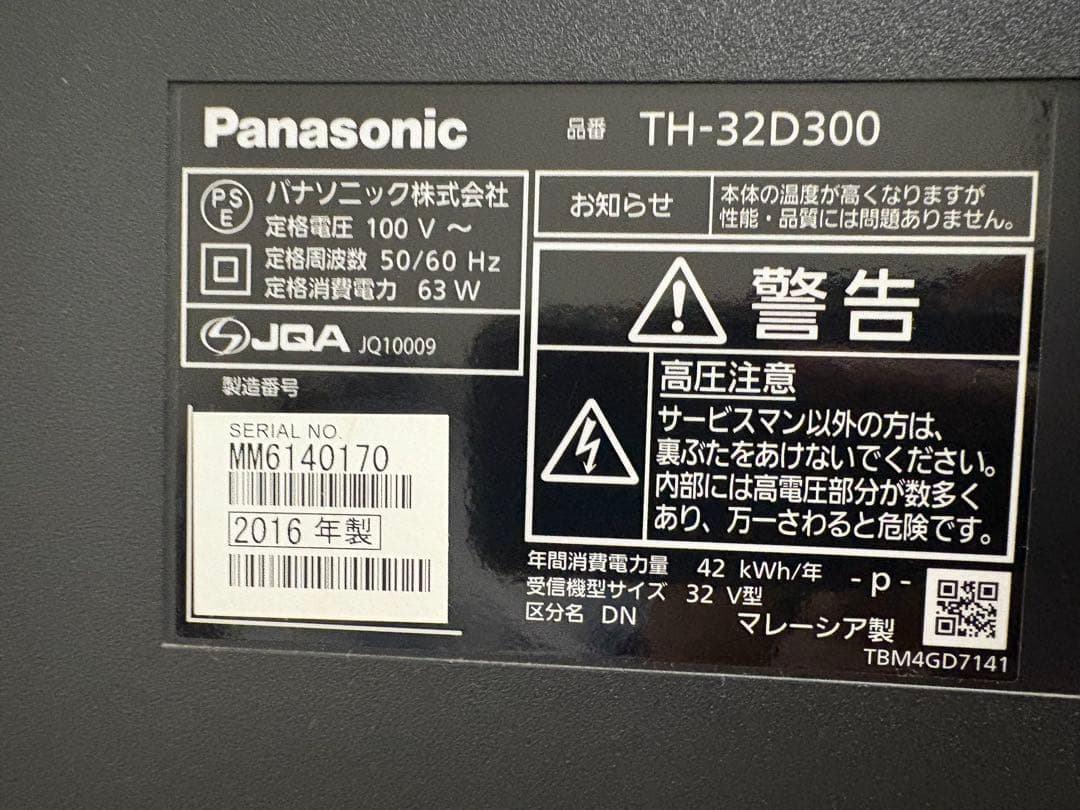 Panasonic
品番 TH-32D300
PS
E
パナソニック株式会社
定格電圧 100 V ～
定格周波数 50/60 Hz
定格消費電力 63 W
JQA JQ10009
製造番号
SERIAL NO.
MM6140170
2016 年製
お知らせ
本体の温度が高くなりますが
性能・品質には問題ありません。
警告
高圧注意
サービスマン以外の方は、
裏ぶたをあけないでください。
内部には高電圧部分が数多く
あり、万一さわると危険です。
年間消費電力量 42 kWh/年
受信機型サイズ 32 V型
区分名 DN
- p -
マレーシア製
TBM4GD7141